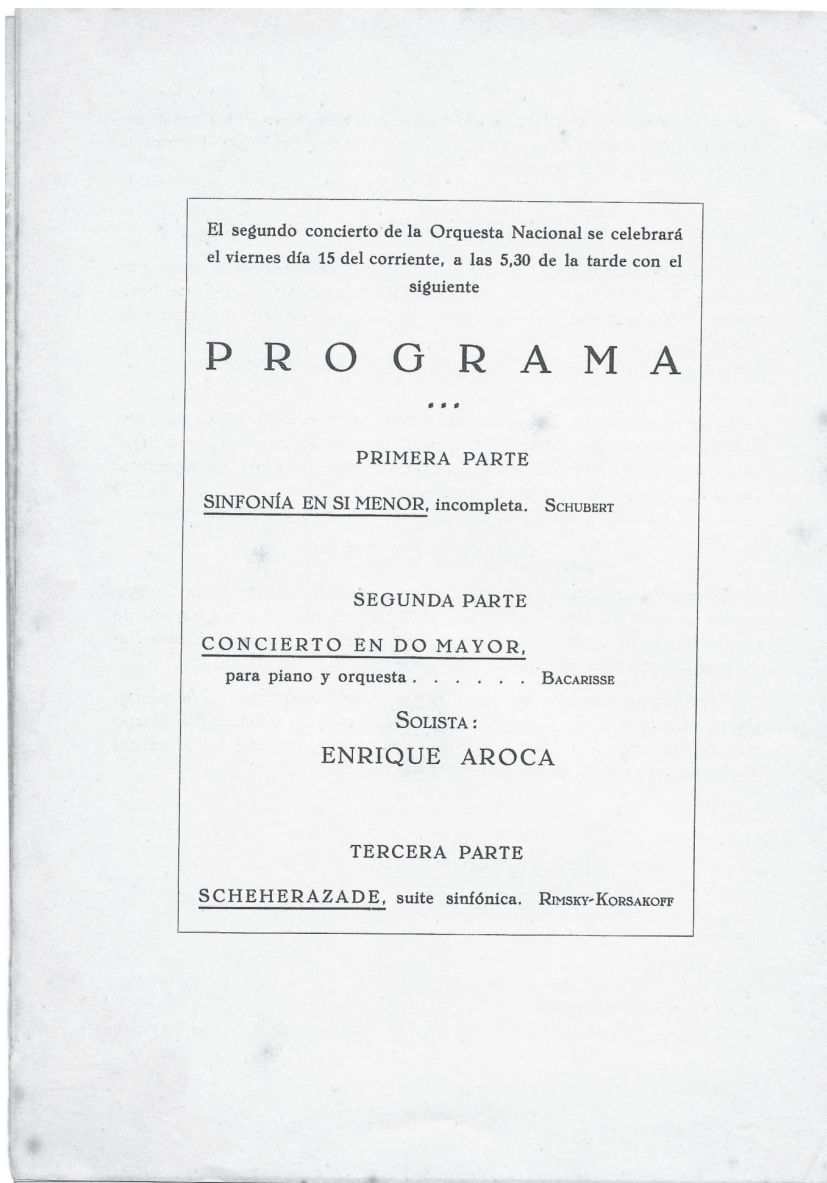 El segundo concierto de la Orquesta Nacional se celebrará
el viernes día 15 del corriente, a las 5,30 de la tarde con el
siguiente
PROGRAMA
...
PRIMERA PARTE
SINFONÍA EN SI MENOR, incompleta. SCHUBERT
SEGUNDA PARTE
CONCIERTO EN DO MAYOR,
para piano y orquesta . . . . . . BACARISSE
SOLISTA:
ENRIQUE AROCA
TERCERA PARTE
SCHEHERAZADE, suite sinfónica. RIMSKY-KORSAKOFF